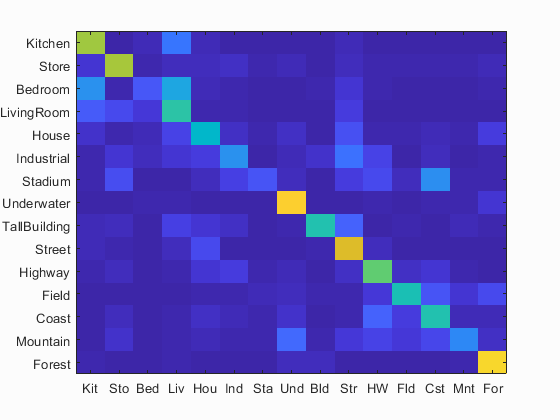 Kitchen
Store
Bedroom
LivingRoom
House
Industrial
Stadium
Underwater
TallBuilding
Street
Highway
Field
Coast
Mountain
Forest
Kit Sto Bed Liv Hou Ind Sta Und Bld Str HW Fld Cst Mnt For